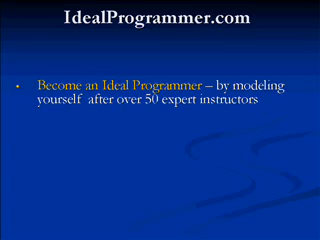 IdealProgrammer.com
• Become an Ideal Programmer – by modeling
yourself after over 50 expert instructors